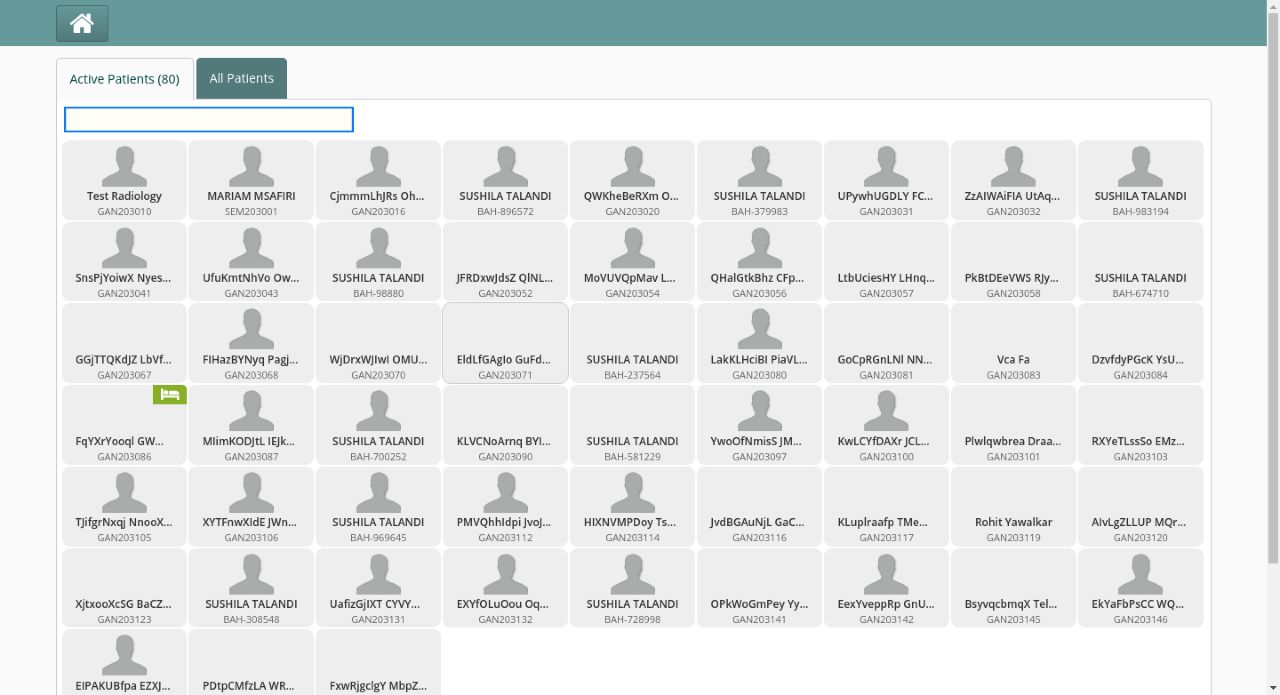 Active Patients (80)
All Patients
Test Radiology
GAN203010
MARIAM MSAFIRI
SEM203001
CjmmmLhJRs Oh...
GAN203016
SUSHILA TALANDI
BAH-896572
QWKheBeRXm O...
GAN203020
SUSHILA TALANDI
BAH-379983
UPywhUGDLY FC...
GAN203031
ZzAIWAiFIA UtAq...
GAN203032
SUSHILA TALANDI
BAH-983194
SnsPjYoiwX Nyes...
GAN203041
UfuKmtNhVo Ow...
GAN203043
SUSHILA TALANDI
BAH-98880
JFRDxwJdsZ QlNL...
GAN203052
MoVUVQpMav L...
GAN203054
QHalGtkBhz CFp...
GAN203056
LtbUciesHY LHnq...
GAN203057
PkBtDEeVWS RJy...
GAN203058
SUSHILA TALANDI
BAH-674710
GGjTTQKdJZ LbVf...
GAN203067
FIHazBYNyq Pagj...
GAN203068
WjDrxWJIwI OMU...
GAN203070
EldLfGAgIo GuFd...
GAN203071
SUSHILA TALANDI
BAH-237564
LakKLHciBI PiaVL...
GAN203080
GoCpRGnLNl NN...
GAN203081
Vca Fa
GAN203083
DzvfdyPGcK YsU...
GAN203084
FqYXrYooql GW...
GAN203086
MIimKODJtL IEJk...
GAN203087
SUSHILA TALANDI
BAH-700252
KLVCNoArnq BYI...
GAN203090
SUSHILA TALANDI
BAH-581229
YwoOfNmisS JM...
GAN203097
KwLCYfDAXr JCL...
GAN203100
Plwlqwbrea Draa...
GAN203101
RXYeTLssSo EMz...
GAN203103
TJifgrNxqj NnooX...
GAN203105
XYTFnwXIdE JWn...
GAN203106
SUSHILA TALANDI
BAH-969645
PMVQhhIdpi JvoJ...
GAN203112
HIXNVMPDoy Ts...
GAN203114
JvdBGAuNjL GaC...
GAN203116
KLuplraafp TMe...
GAN203117
Rohit Yawalkar
GAN203119
AIvLgZLLUP MQr...
GAN203120
XjtxooXcSG BaCZ...
GAN203123
SUSHILA TALANDI
BAH-308548
UafizGjIXT CYVY...
GAN203131
EXYfOLuOou Oq...
GAN203132
SUSHILA TALANDI
BAH-728998
OPkWoGmPey Yy...
GAN203141
EexYveppRp GnU...
GAN203142
BsyvqcbmqX Tel...
GAN203145
EkYaFbPsCC WQ...
GAN203146
EIPAKUBfpa EZXJ...
PDtpCMfzLA WR...
FxwRjgclgY MbpZ...